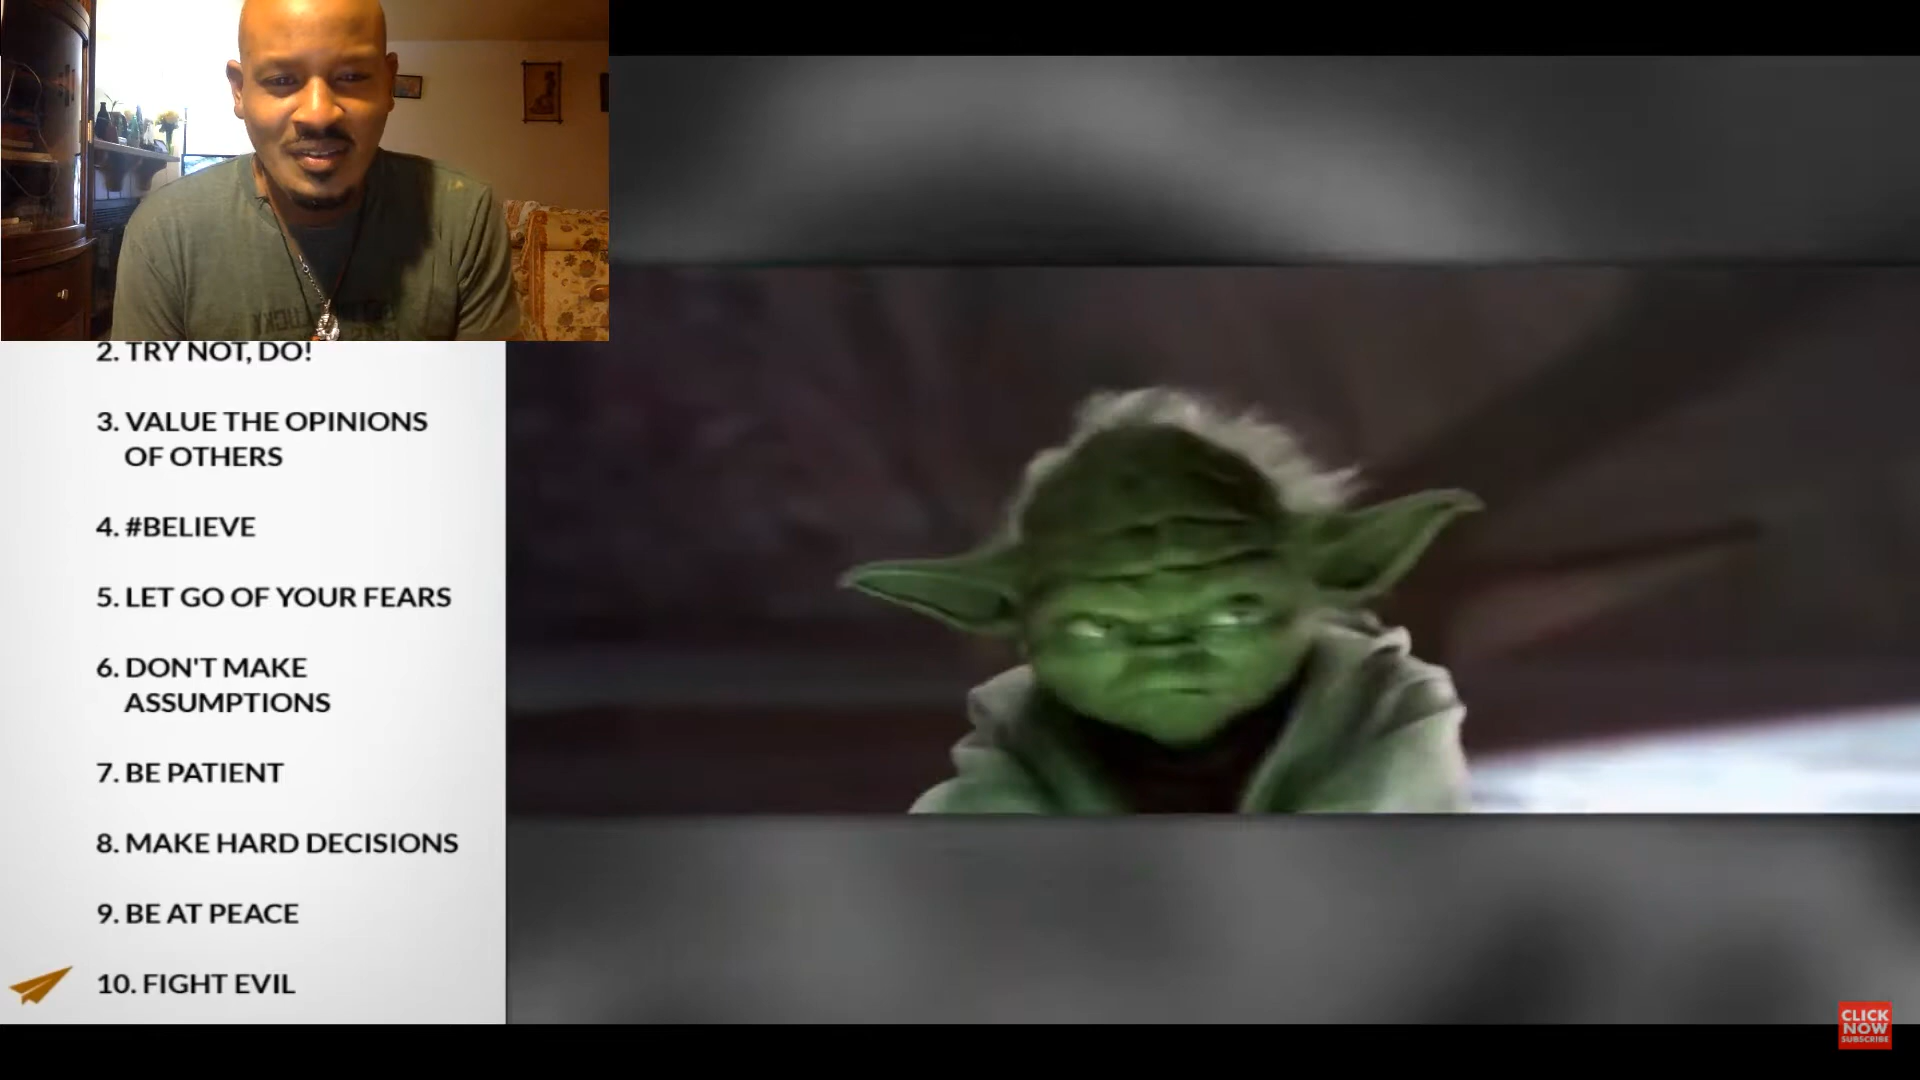 2. TRY NOT, DO!
3. VALUE THE OPINIONS
OF OTHERS
4. #BELIEVE
5. LET GO OF YOUR FEARS
6. DON'T MAKE
ASSUMPTIONS
7. BE PATIENT
8. MAKE HARD DECISIONS
9. BE AT PEACE
10. FIGHT EVIL
CLICK
NOW
SUBSCRIBE